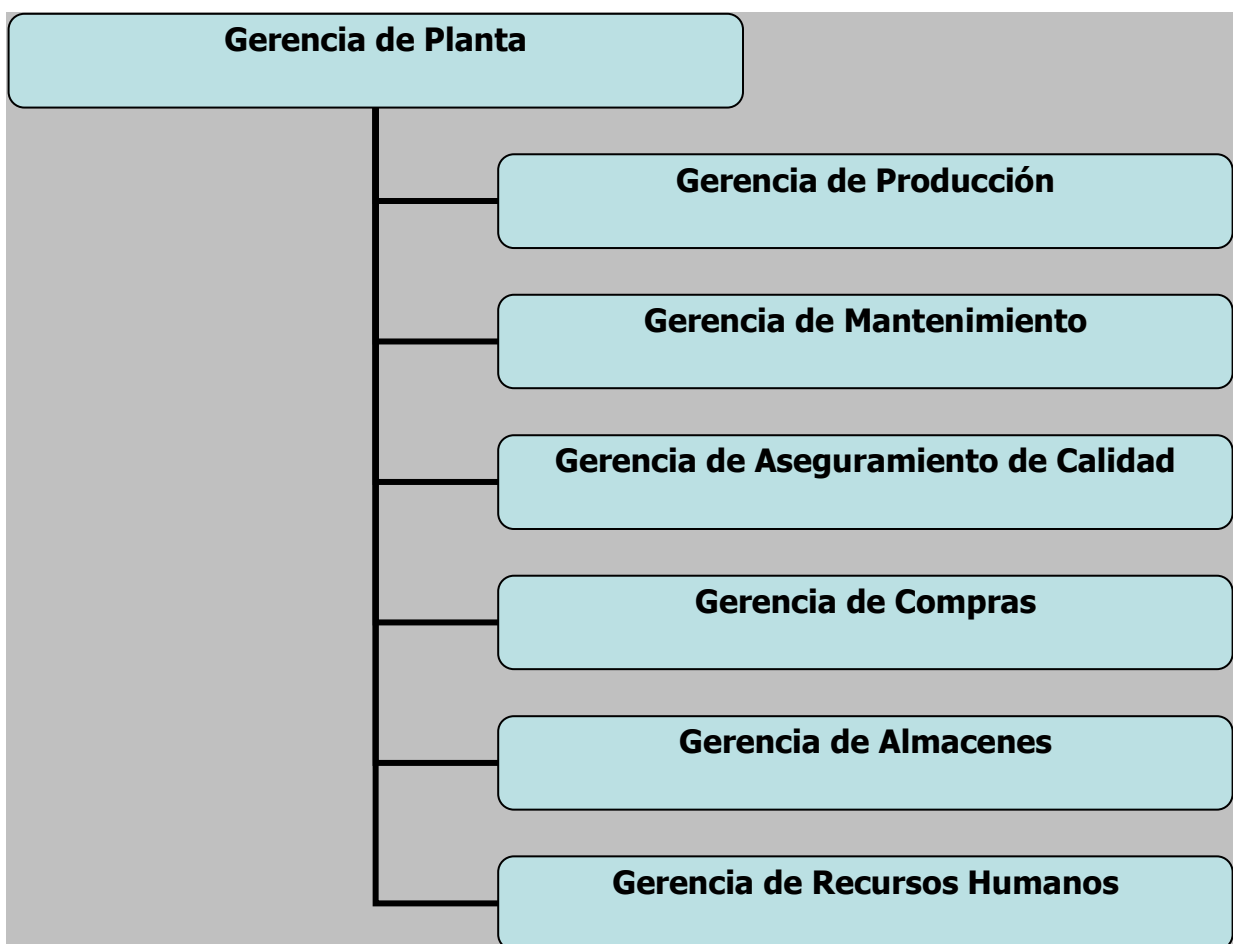 Gerencia de Planta
Gerencia de Producción
Gerencia de Mantenimiento
Gerencia de Aseguramiento de Calidad
Gerencia de Compras
Gerencia de Almacenes
Gerencia de Recursos Humanos